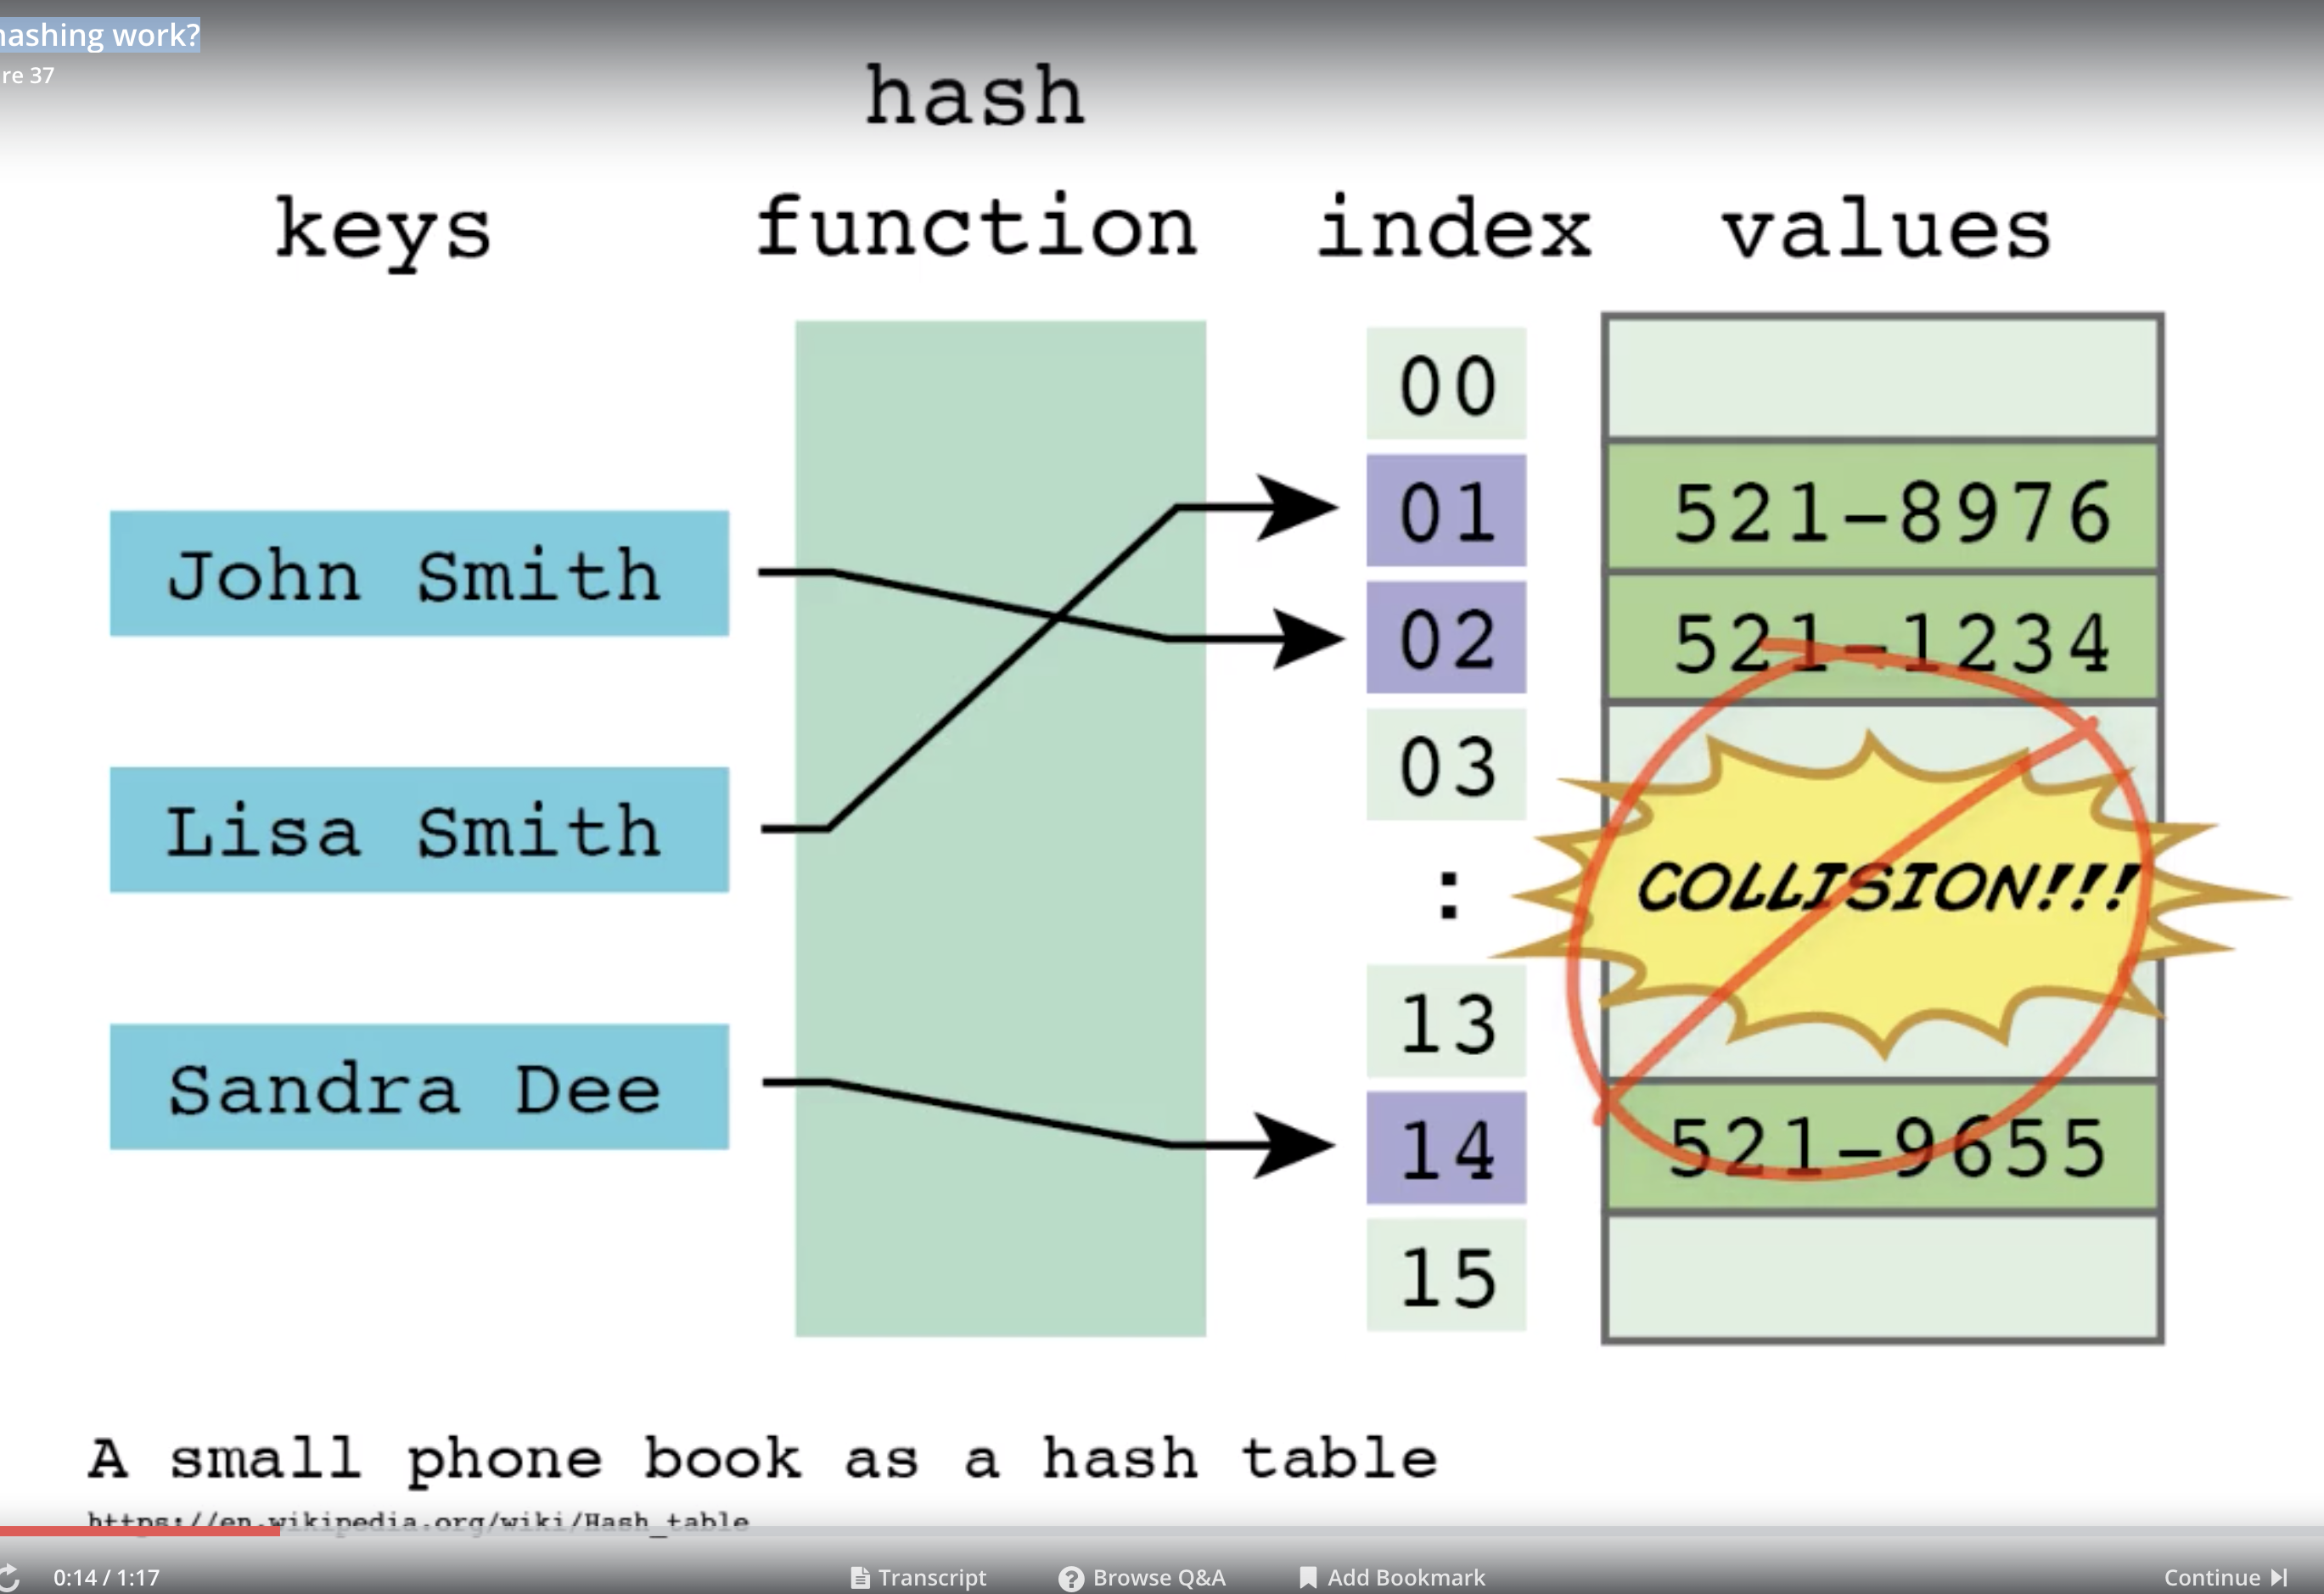 hashing work?
re 37
hash
keys function index values
00
01 521-8976
John Smith
02 521-1234
03
Lisa Smith
:
COLLISION!!!
13
Sandra Dee
14 521-9655
15
A small phone book as a hash table
https://en.wikipedia.org/wiki/Hash_table
0:14 / 1:17 Transcript Browse Q&A Add Bookmark Continue